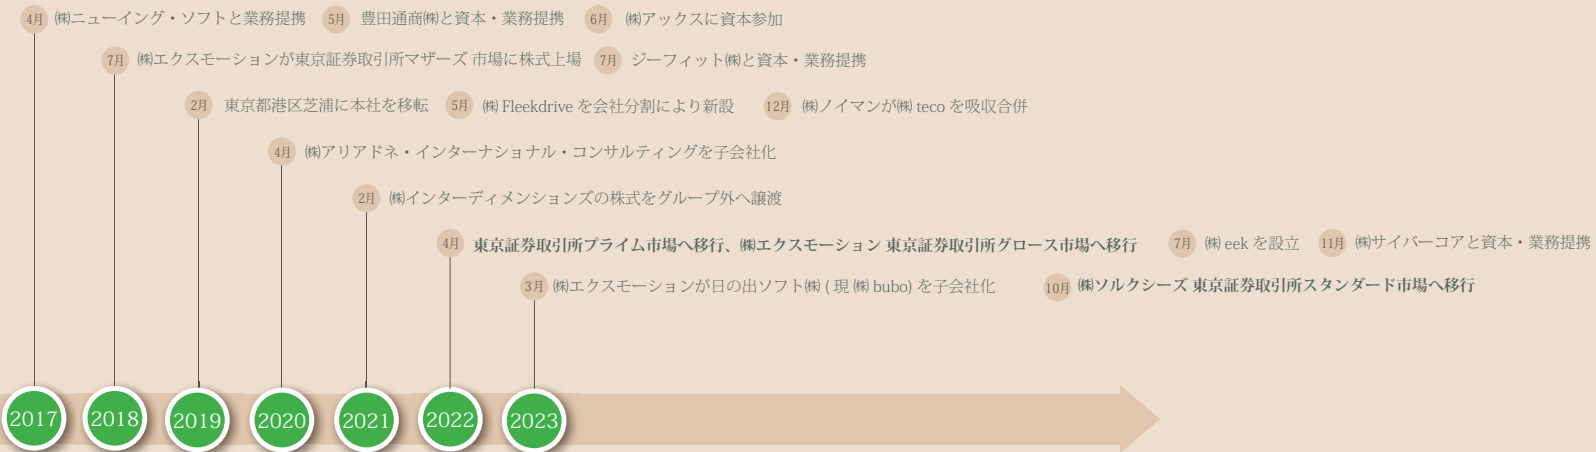 4月 ㈱ニューイング・ソフトと業務提携 5月 豊田通商㈱と資本・業務提携 6月 ㈱アックスに資本参加
7月 ㈱エクスモーションが東京証券取引所マザーズ 市場に株式上場 7月 ジーフィット㈱と資本・業務提携
2月 東京都港区芝浦に本社を移転 5月 ㈱ Fleekdrive を会社分割により新設 12月 ㈱ノイマンが㈱ teco を吸収合併
4月 ㈱アリアドネ・インターナショナル・コンサルティングを子会社化
2月 ㈱インターディメンションズの株式をグループ外へ譲渡
4月 東京証券取引所プライム市場へ移行、㈱エクスモーション 東京証券取引所グロース市場へ移行 7月 ㈱ eek を設立 11月 ㈱サイバーコアと資本・業務提携
3月 ㈱エクスモーションが日の出ソフト㈱ ( 現 ㈱ bubo) を子会社化 10月 ㈱ソルクシーズ 東京証券取引所スタンダード市場へ移行
2017 2018 2019 2020 2021 2022 2023